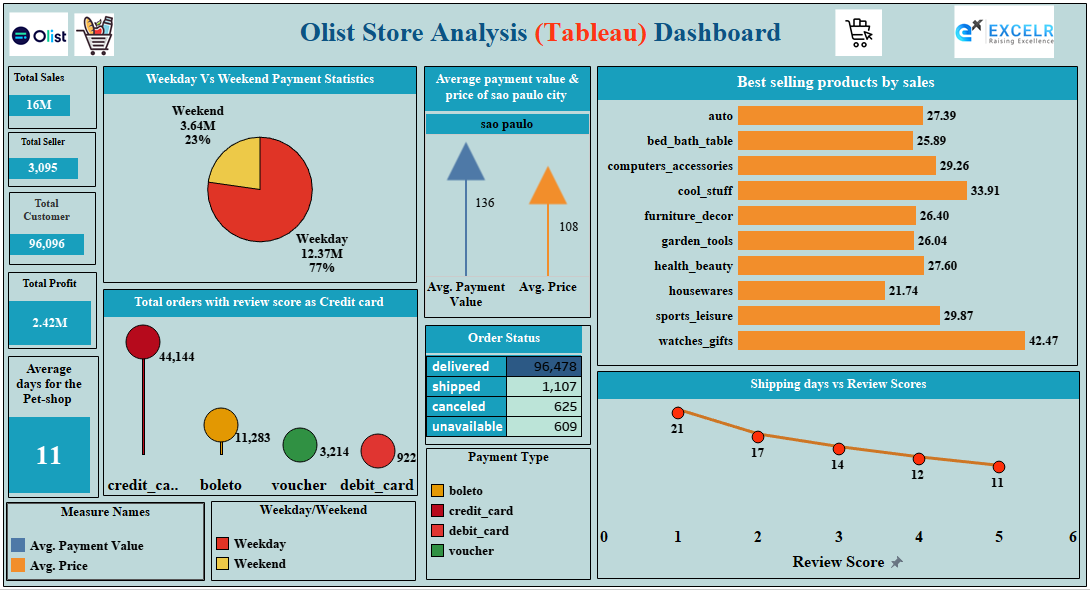 Olist
Olist Store Analysis (Tableau) Dashboard
ex EXCELR
Raising Excellence
Total Sales
16M
Total Seller
3,095
Total
Customer
96,096
Total Profit
2.42M
Average
days for the
Pet-shop
11
Weekday Vs Weekend Payment Statistics
Weekend
3.64M
23%
Weekday
12.37M
77%
Total orders with review score as Credit card
44,144
11,283
3,214
922
credit_ca..
boleto
voucher
debit_card
Measure Names
Avg. Payment Value
Avg. Price
Weekday/Weekend
Weekday
Weekend
Average payment value &
price of sao paulo city
sao paulo
136
108
Avg. Payment
Value
Avg. Price
Order Status
delivered 96,478
shipped 1,107
canceled 625
unavailable 609
Payment Type
boleto
credit_card
debit_card
voucher
Best selling products by sales
auto 27.39
bed_bath_table 25.89
computers_accessories 29.26
cool_stuff 33.91
furniture_decor 26.40
garden_tools 26.04
health_beauty 27.60
housewares 21.74
sports_leisure 29.87
watches_gifts 42.47
Shipping days vs Review Scores
21
17
14
12
11
0 1 2 3 4 5 6
Review Score